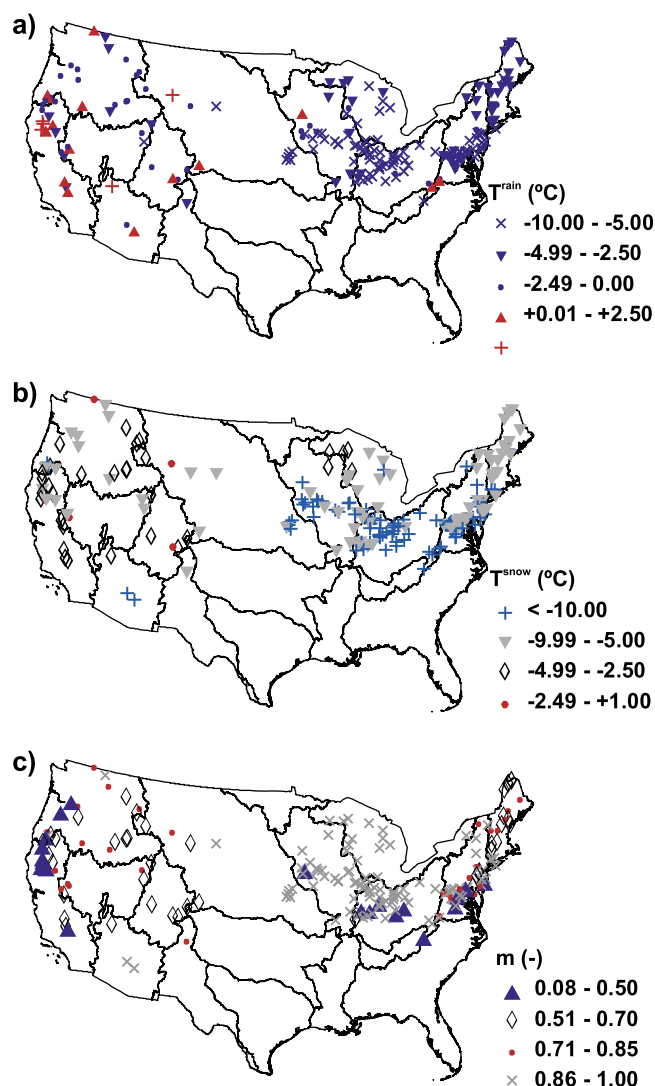 a)
Tʳᵃⁱⁿ (ºC)
-10.00 - -5.00
-4.99 - -2.50
-2.49 - 0.00
+0.01 - +2.50
b)
Tˢⁿᵒʷ (ºC)
< -10.00
-9.99 - -5.00
-4.99 - -2.50
-2.49 - +1.00
c)
m (-)
0.08 - 0.50
0.51 - 0.70
0.71 - 0.85
0.86 - 1.00